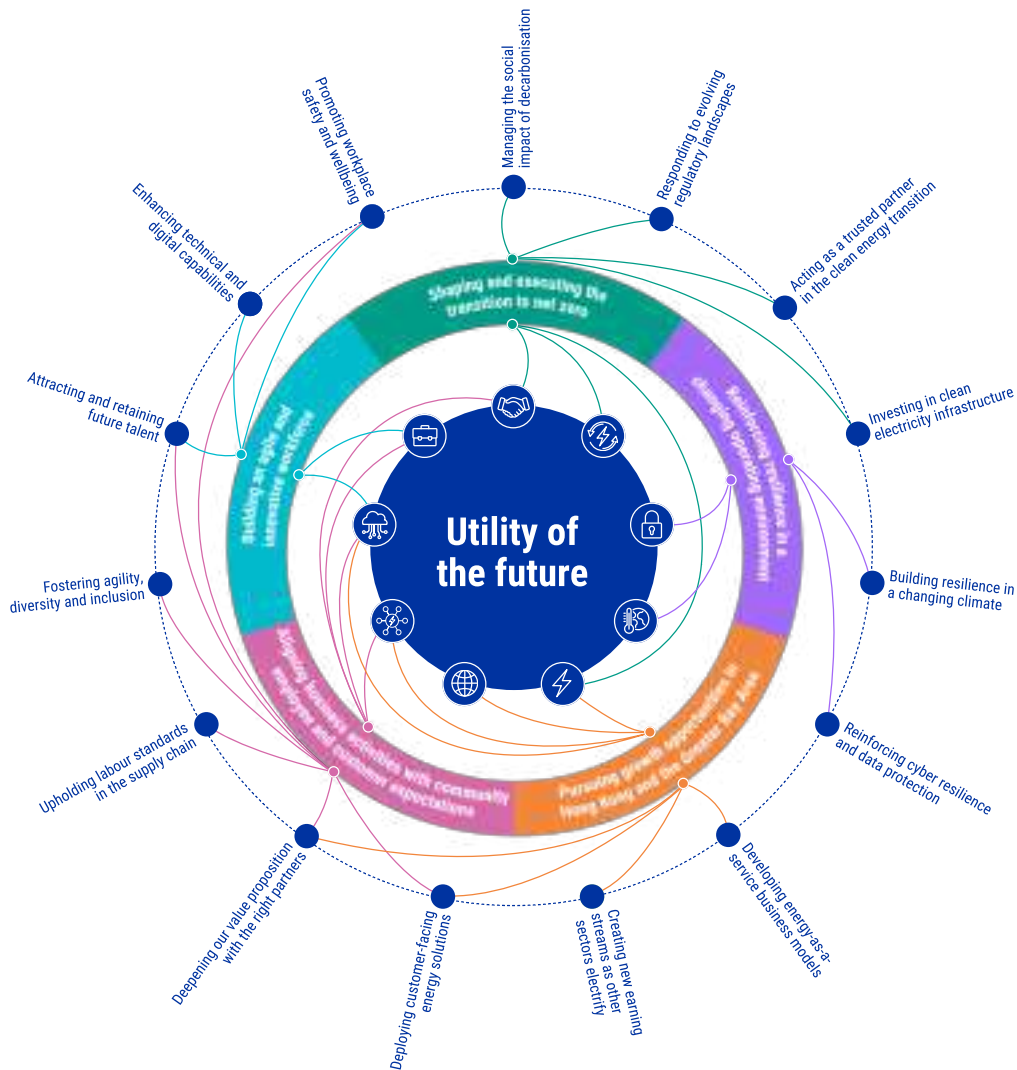 Managing the social
impact of decarbonisation
Responding to evolving
regulatory landscapes
Acting as a trusted partner
in the clean energy transition
Investing in clean
electricity infrastructure
Building resilience in
a changing climate
Reinforcing cyber resilience
and data protection
Developing energy-as-a-
service business models
Creating new earning
streams as other
sectors electrify
Deploying customer-facing
energy solutions
Deepening our value proposition
with the right partners
Upholding labour standards
in the supply chain
Fostering agility,
diversity and inclusion
Attracting and retaining
future talent
Enhancing technical and
digital capabilities
Promoting workplace
safety and wellbeing
Shaping and executing the
transition to net zero
Reinforcing resilience in a
changing operating environment
Pursuing growth opportunities in
Hong Kong and the Greater Bay Area
Aligning business activities with community
employee and customer expectations
Building an agile and
innovative workforce
Utility of
the future